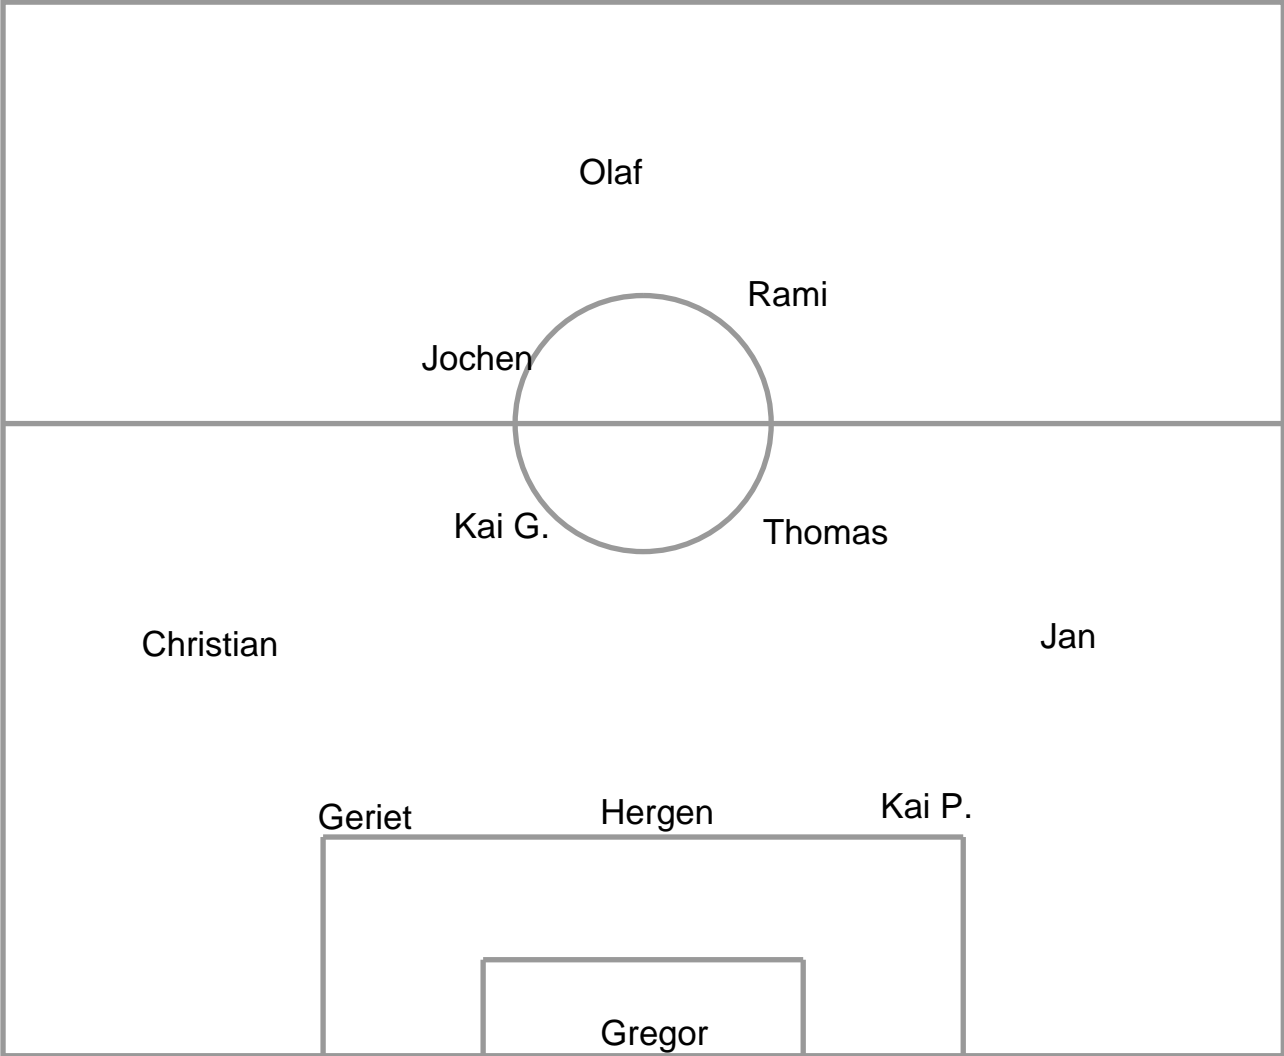 Olaf
Rami
Jochen
Kai G.
Thomas
Christian
Jan
Geriet
Hergen
Kai P.
Gregor